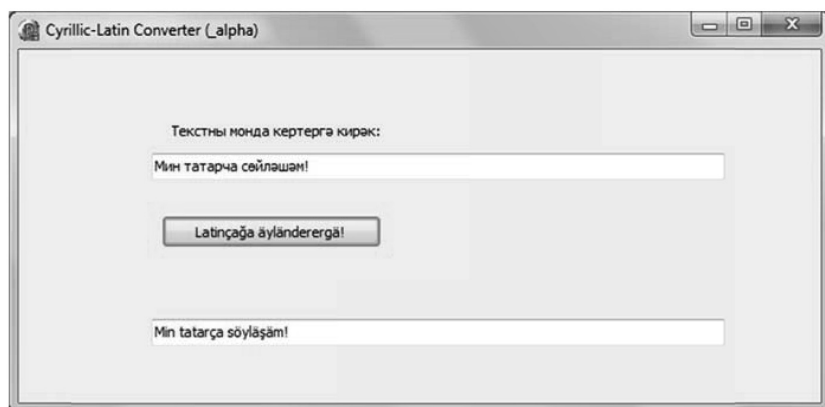 Cyrillic-Latin Converter (_alpha)
Текстны монда кертергә кирәк:
Мин татарча сөйләшәм!
Latinçağa äyländerergä!
Min tatarça söyläşäm!